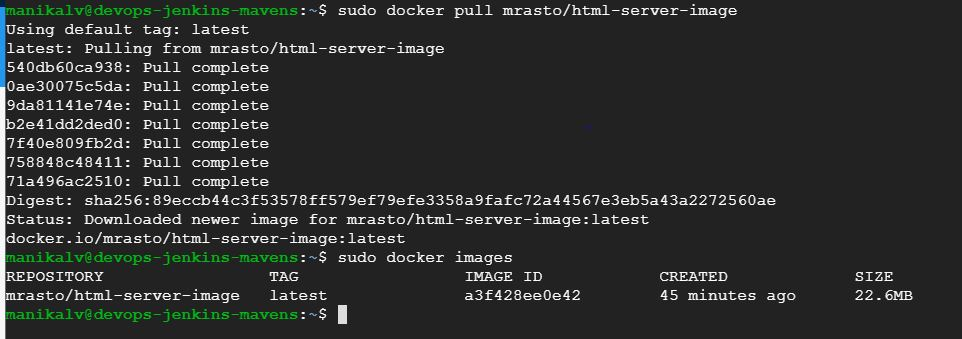 manikalv@devops-jenkins-mavens:~$ sudo docker pull mrasto/html-server-image
Using default tag: latest
latest: Pulling from mrasto/html-server-image
540db60ca938: Pull complete
0ae30075c5da: Pull complete
9da81141e74e: Pull complete
b2e41dd2ded0: Pull complete
7f40e809fb2d: Pull complete
758848c48411: Pull complete
71a496ac2510: Pull complete
Digest: sha256:89eccb44c3f53578ff579ef79efe3358a9fafc72a44567e3eb5a43a2272560ae
Status: Downloaded newer image for mrasto/html-server-image:latest
docker.io/mrasto/html-server-image:latest
manikalv@devops-jenkins-mavens:~$ sudo docker images
REPOSITORY TAG IMAGE ID CREATED SIZE
mrasto/html-server-image latest a3f428ee0e42 45 minutes ago 22.6MB
manikalv@devops-jenkins-mavens:~$